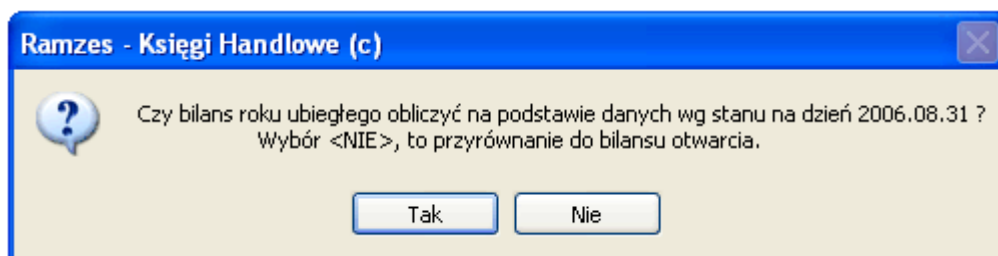 Ramzes - Księgi Handlowe (c)
Czy bilans roku ubiegłego obliczyć na podstawie danych wg stanu na dzień 2006.08.31 ?
Wybór <NIE>, to przyrównanie do bilansu otwarcia.
Tak
Nie